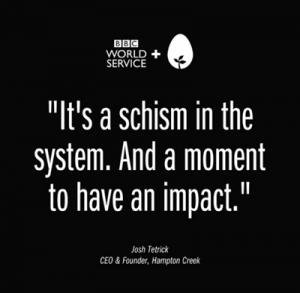 BBC
WORLD
SERVICE
+
"It's a schism in the
system. And a moment
to have an impact."
Josh Tetrick
CEO & Founder, Hampton Creek